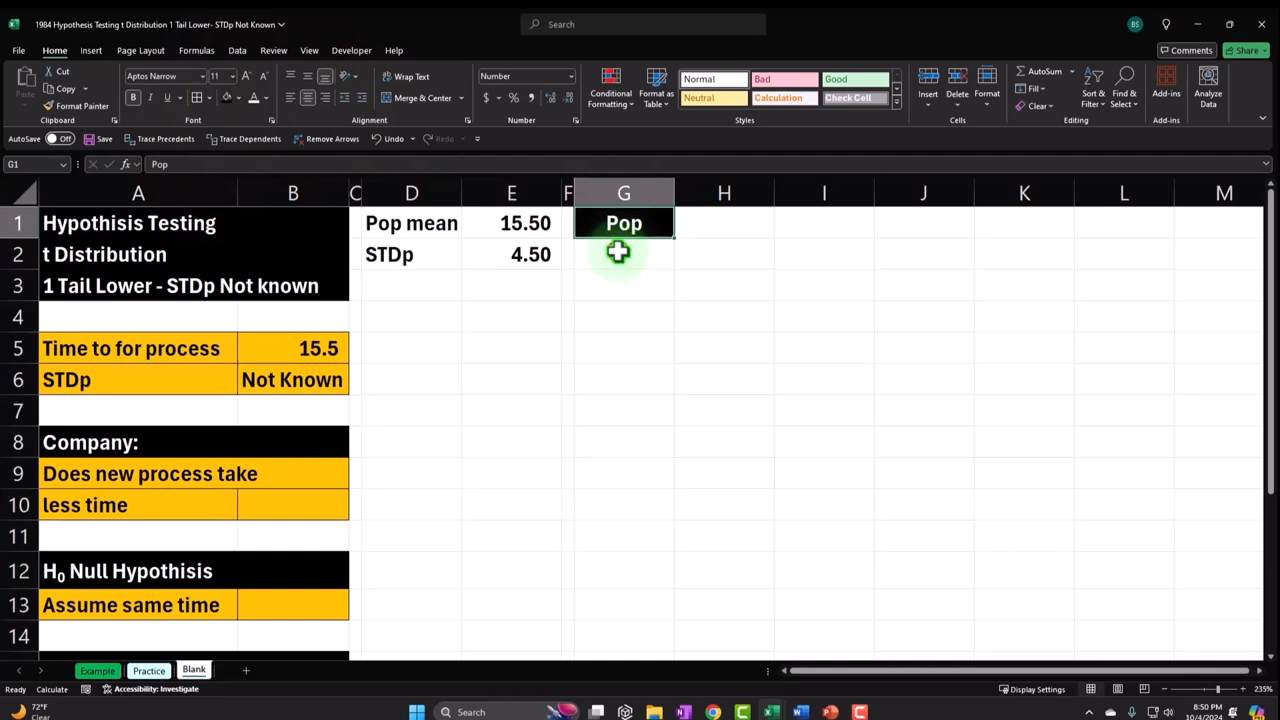 1984 Hypothesis Testing t Distribution 1 Tail Lower- STDp Not Known
Search
BS
File Home Insert Page Layout Formulas Data Review View Developer Help
Comments Share
Paste
Cut
Copy
Format Painter
Clipboard
Aptos Narrow 11
B I U
Font
Wrap Text
Merge & Center
Alignment
Number
$ % 9
Number
Conditional Formatting
Format as Table
Normal Bad Good
Neutral Calculation Check Cell
Styles
Insert Delete Format
Cells
AutoSum
Fill
Clear
Sort & Filter
Find & Select
Editing
Add-ins
Add-ins
Analyze Data
AutoSave Off Save Trace Precedents Trace Dependents Remove Arrows Undo Redo
G1 fx Pop
A B C D E F G H I J K L M
1 Hypothisis Testing Pop mean 15.50 Pop
2 t Distribution STDp 4.50
3 1 Tail Lower - STDp Not known
4
5 Time to for process 15.5
6 STDp Not Known
7
8 Company:
9 Does new process take
10 less time
11
12 H₀ Null Hypothisis
13 Assume same time
14
Example Practice Blank +
Ready Calculate Accessibility: Investigate Display Settings 235%
72°F
Clear
Search
8:50 PM
10/4/2024